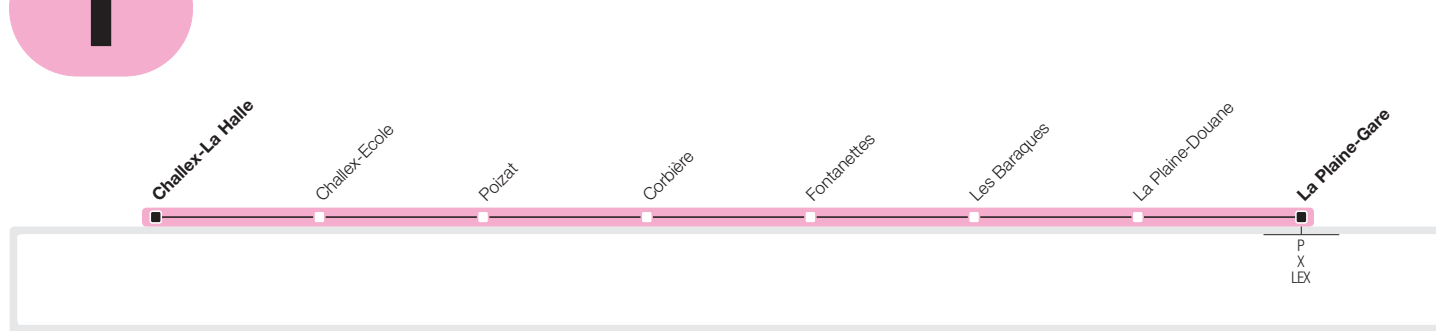 Challex-La Halle
Challex-Ecole
Poizat
Corbière
Fontanettes
Les Baraques
La Plaine-Douane
La Plaine-Gare
P
X
LEX